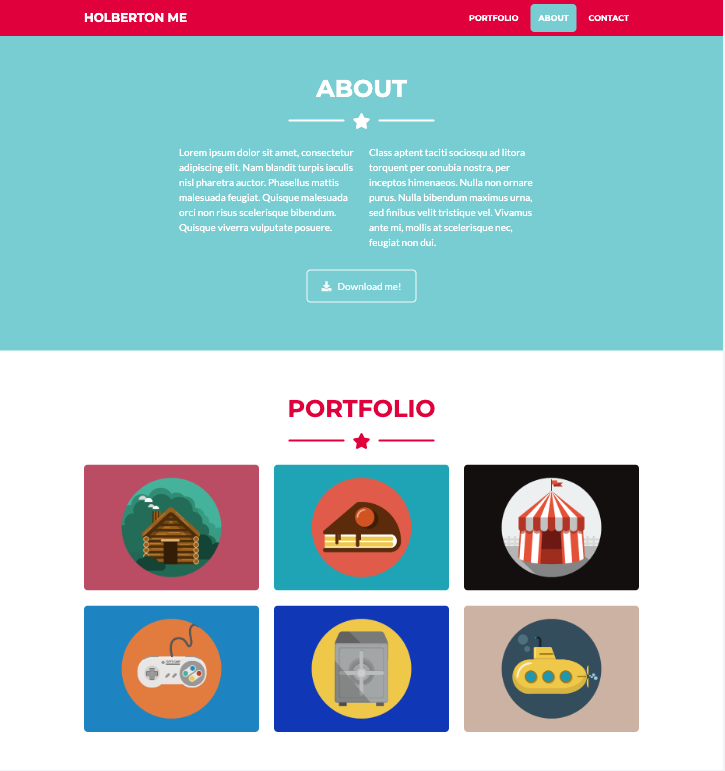 HOLBERTON ME
PORTFOLIO
ABOUT
CONTACT
ABOUT
Lorem ipsum dolor sit amet, consectetur
adipiscing elit. Nam blandit turpis iaculis
nisl pharetra auctor. Phasellus mattis
malesuada feugiat. Quisque malesuada
orci non risus scelerisque bibendum.
Quisque viverra vulputate posuere.
Class aptent taciti sociosqu ad litora
torquent per conubia nostra, per
inceptos himenaeos. Nulla non ornare
purus. Nulla bibendum maximus urna,
sed finibus velit tristique vel. Vivamus
ante mi, mollis at scelerisque nec,
feugiat non dui.
Download me!
PORTFOLIO